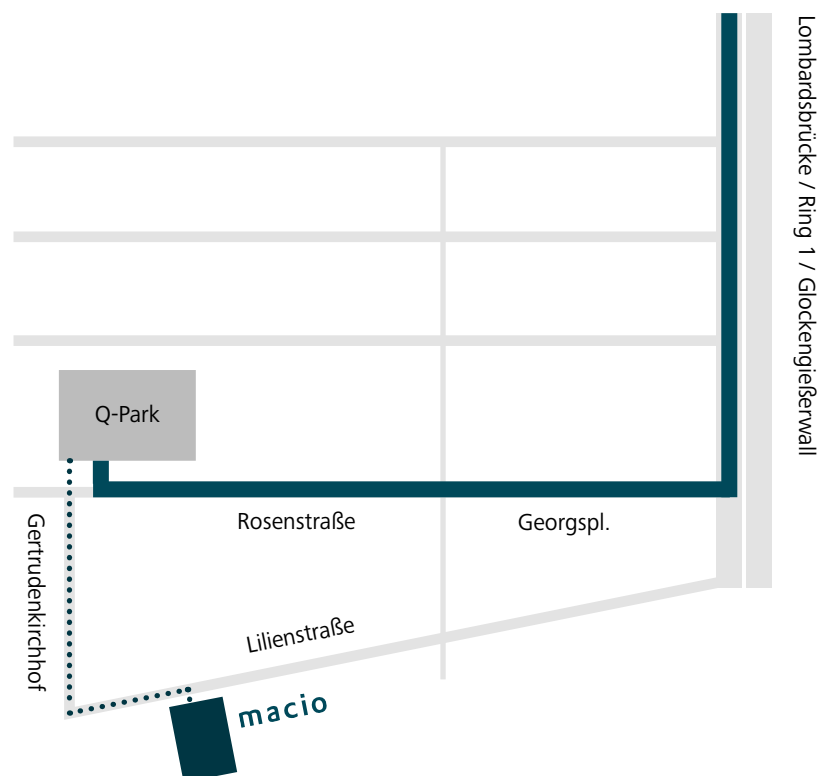 Lombardsbrücke / Ring 1 / Glockengießerwall
Q-Park
Rosenstraße
Georgspl.
Gertrudenkirchhof
Lilienstraße
macio